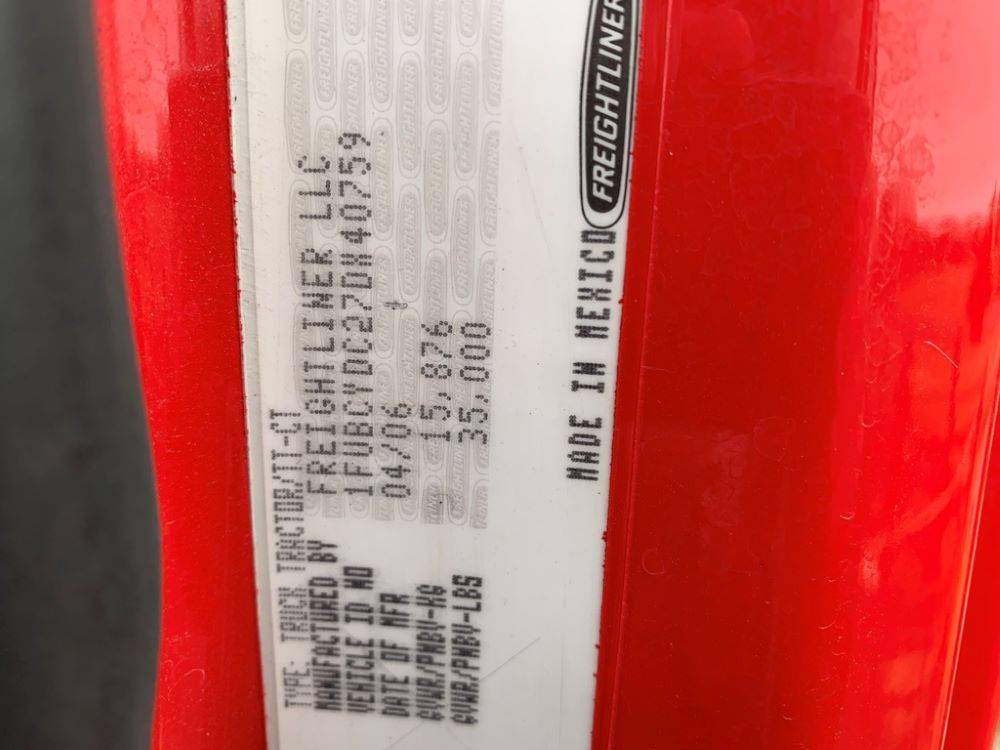 TYPE: TRUCK TRACTOR/TT-CT
MANUFACTURED BY FREIGHTLINER LLC
VEHICLE ID NO 1FUBCYDC27DX40759
DATE OF MFR 04/06
GVWR/PNBV-KG 15,876
GVWR/PNBV-LBS 35,000
MADE IN MEXICO
FREIGHTLINER